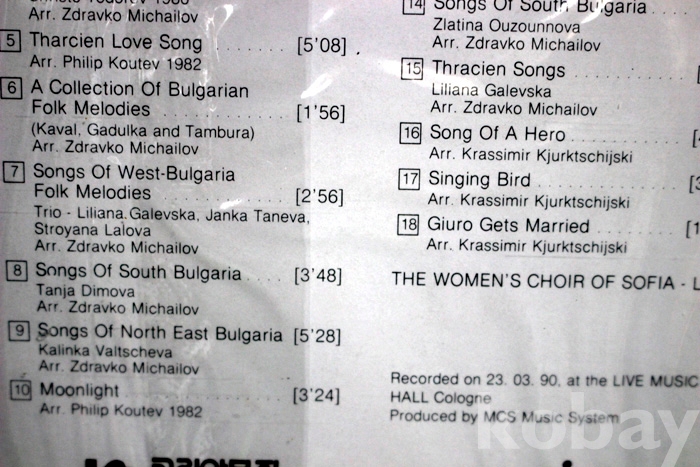 Arr. Zdravko Michailov
5 Tharcien Love Song [5'08]
Arr. Philip Koutev 1982
6 A Collection Of Bulgarian
Folk Melodies [1'56]
(Kaval, Gadulka and Tambura)
Arr. Zdravko Michailov
7 Songs Of West-Bulgaria
Folk Melodies [2'56]
Trio - Liliana Galevska, Janka Taneva,
Stroyana Lalova
Arr. Zdravko Michailov
8 Songs Of South Bulgaria [3'48]
Tanja Dimova
Arr. Zdravko Michailov
9 Songs Of North East Bulgaria [5'28]
Kalinka Valtscheva
Arr. Zdravko Michailov
10 Moonlight [3'24]
Arr. Philip Koutev 1982
14 Songs Of South Bulgaria
Zlatina Ouzounnova
Arr. Zdravko Michailov
15 Thracien Songs
Liliana Galevska
Arr. Zdravko Michailov
16 Song Of A Hero
Arr. Krassimir Kjurktschijski
17 Singing Bird
Arr. Krassimir Kjurktschijski
18 Giuro Gets Married
Arr. Krassimir Kjurktschijski
THE WOMEN'S CHOIR OF SOFIA - L
Recorded on 23. 03. 90. at the LIVE MUSIC
HALL Cologne
Produced by MCS Music System
kobay